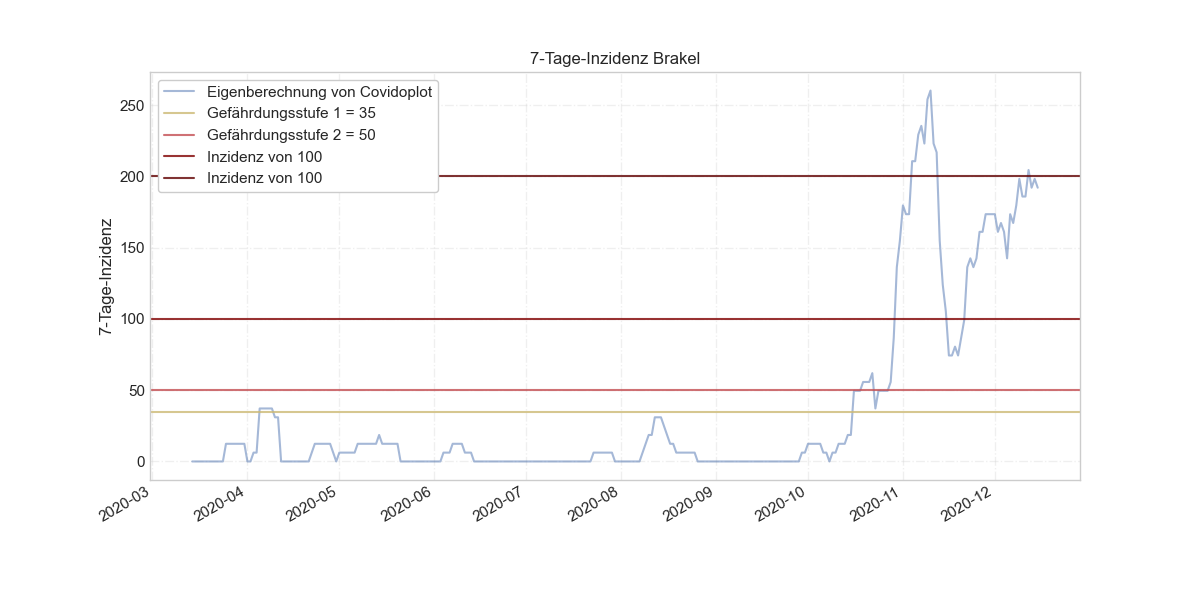 7-Tage-Inzidenz Brakel
Eigenberechnung von Covidoplot
Gefährdungsstufe 1 = 35
Gefährdungsstufe 2 = 50
Inzidenz von 100
Inzidenz von 100
7-Tage-Inzidenz
250
200
150
100
50
0
2020-03
2020-04
2020-05
2020-06
2020-07
2020-08
2020-09
2020-10
2020-11
2020-12